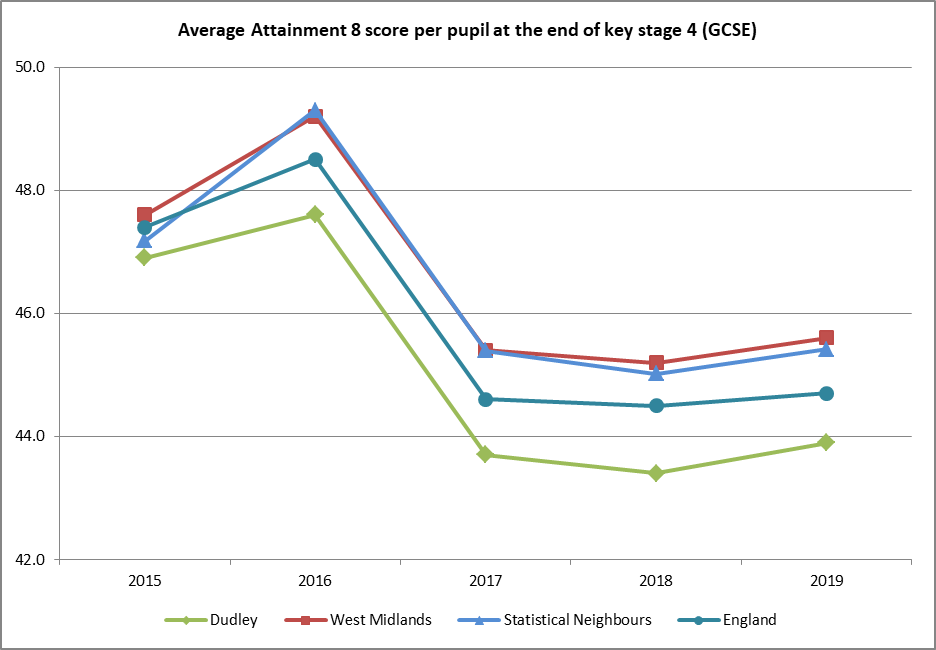 Average Attainment 8 score per pupil at the end of key stage 4 (GCSE)
50.0
48.0
46.0
44.0
42.0
2015 2016 2017 2018 2019
Dudley West Midlands Statistical Neighbours England